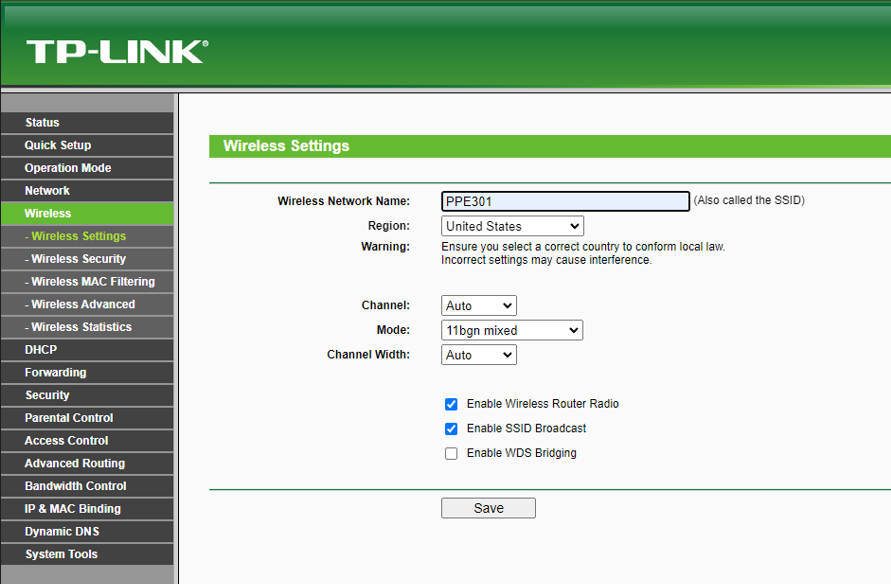 TP-LINK®
Status
Quick Setup
Operation Mode
Network
Wireless
- Wireless Settings
- Wireless Security
- Wireless MAC Filtering
- Wireless Advanced
- Wireless Statistics
DHCP
Forwarding
Security
Parental Control
Access Control
Advanced Routing
Bandwidth Control
IP & MAC Binding
Dynamic DNS
System Tools
Wireless Settings
Wireless Network Name: PPE301 (Also called the SSID)
Region: United States
Warning: Ensure you select a correct country to conform local law.
Incorrect settings may cause interference.
Channel: Auto
Mode: 11bgn mixed
Channel Width: Auto
Enable Wireless Router Radio
Enable SSID Broadcast
Enable WDS Bridging
Save